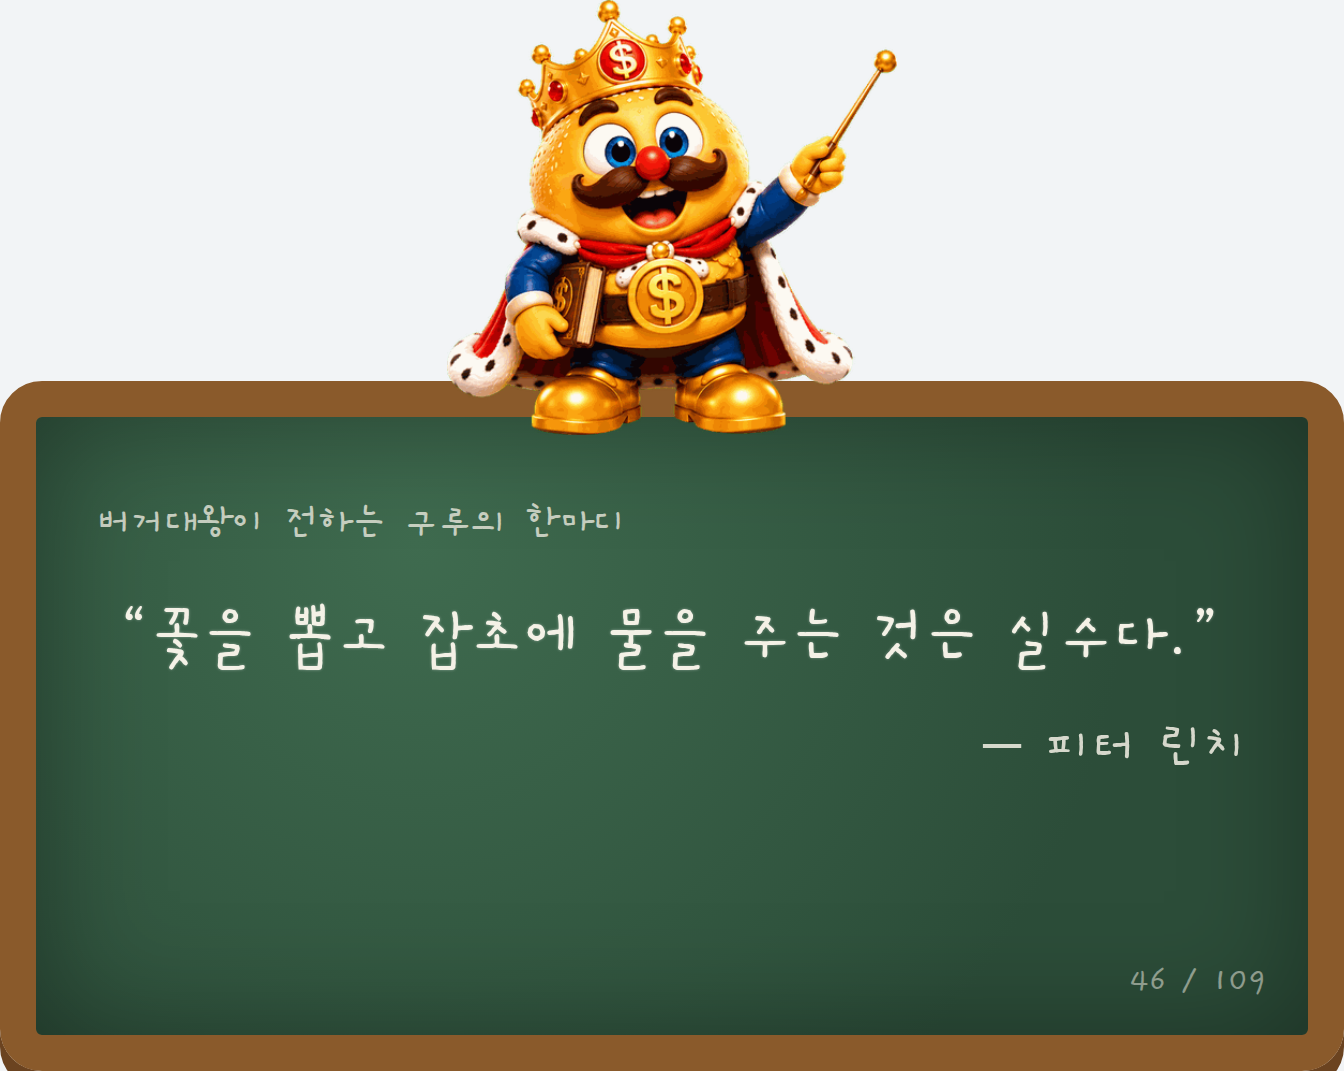 $
$
$
버거대왕이 전하는 구루의 한마디
“꽃을 뽑고 잡초에 물을 주는 것은 실수다.”
— 피터 린치
46 / 109